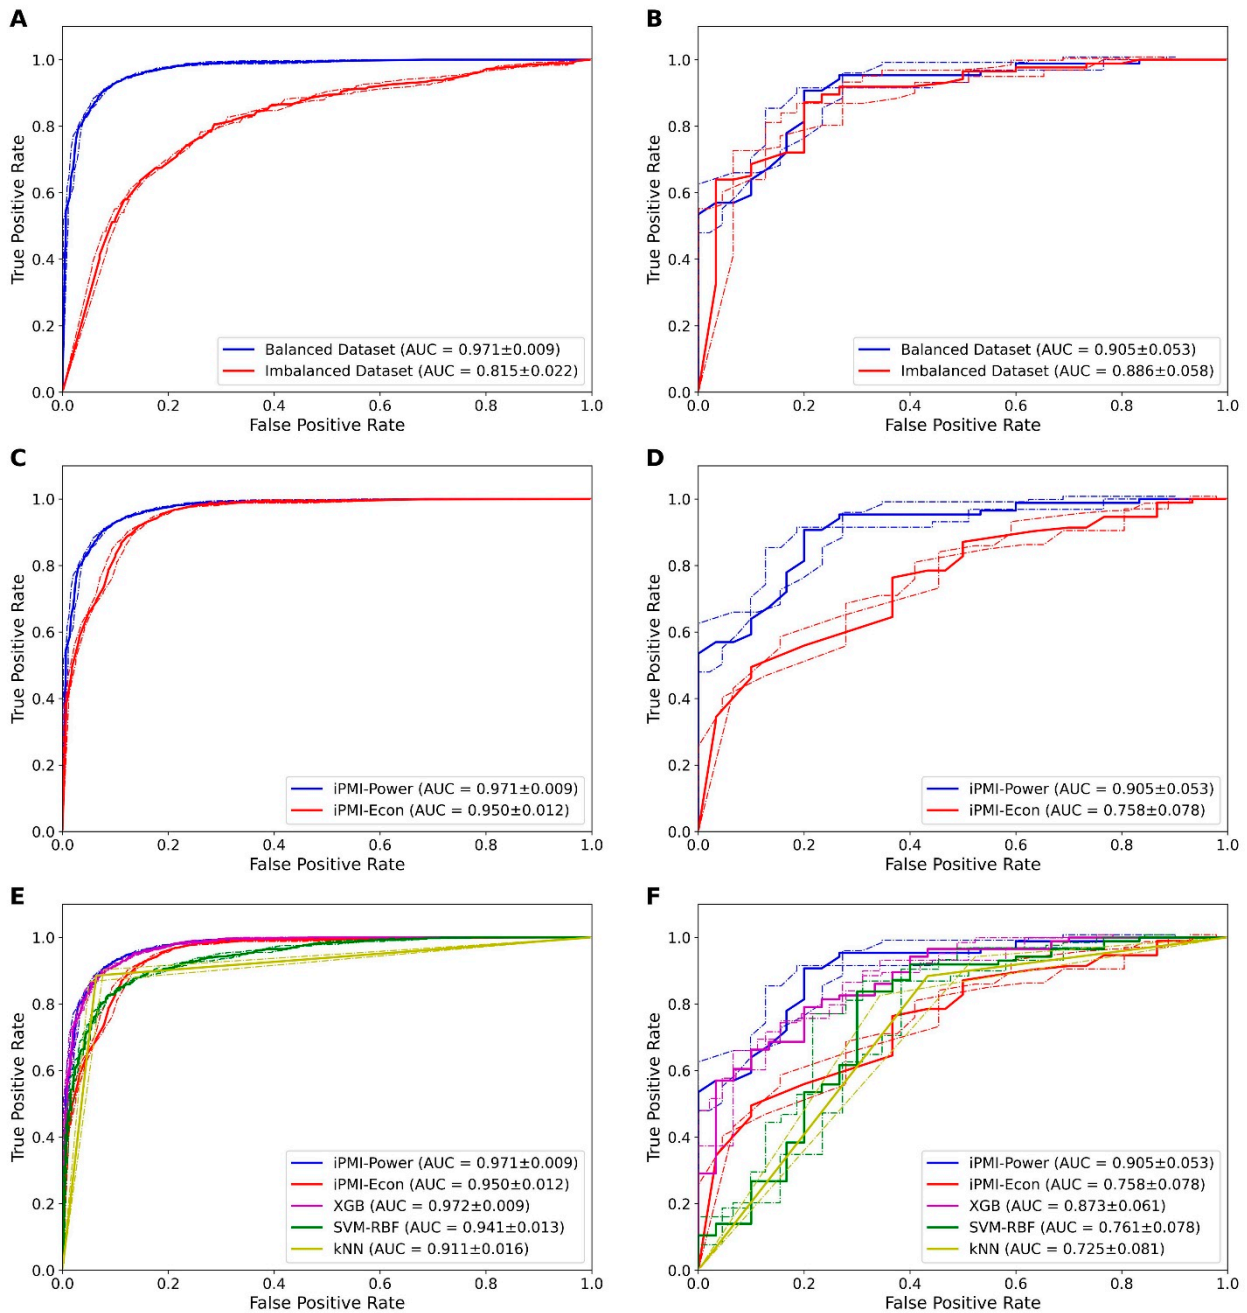 A
True Positive Rate
1.0
0.8
0.6
0.4
0.2
0.0
Balanced Dataset (AUC = 0.971±0.009)
Imbalanced Dataset (AUC = 0.815±0.022)
0.0 0.2 0.4 0.6 0.8 1.0
False Positive Rate
B
True Positive Rate
1.0
0.8
0.6
0.4
0.2
0.0
Balanced Dataset (AUC = 0.905±0.053)
Imbalanced Dataset (AUC = 0.886±0.058)
0.0 0.2 0.4 0.6 0.8 1.0
False Positive Rate
C
True Positive Rate
1.0
0.8
0.6
0.4
0.2
0.0
iPMI-Power (AUC = 0.971±0.009)
iPMI-Econ (AUC = 0.950±0.012)
0.0 0.2 0.4 0.6 0.8 1.0
False Positive Rate
D
True Positive Rate
1.0
0.8
0.6
0.4
0.2
0.0
iPMI-Power (AUC = 0.905±0.053)
iPMI-Econ (AUC = 0.758±0.078)
0.0 0.2 0.4 0.6 0.8 1.0
False Positive Rate
E
True Positive Rate
1.0
0.8
0.6
0.4
0.2
0.0
iPMI-Power (AUC = 0.971±0.009)
iPMI-Econ (AUC = 0.950±0.012)
XGB (AUC = 0.972±0.009)
SVM-RBF (AUC = 0.941±0.013)
kNN (AUC = 0.911±0.016)
0.0 0.2 0.4 0.6 0.8 1.0
False Positive Rate
F
True Positive Rate
1.0
0.8
0.6
0.4
0.2
0.0
iPMI-Power (AUC = 0.905±0.053)
iPMI-Econ (AUC = 0.758±0.078)
XGB (AUC = 0.873±0.061)
SVM-RBF (AUC = 0.761±0.078)
kNN (AUC = 0.725±0.081)
0.0 0.2 0.4 0.6 0.8 1.0
False Positive Rate